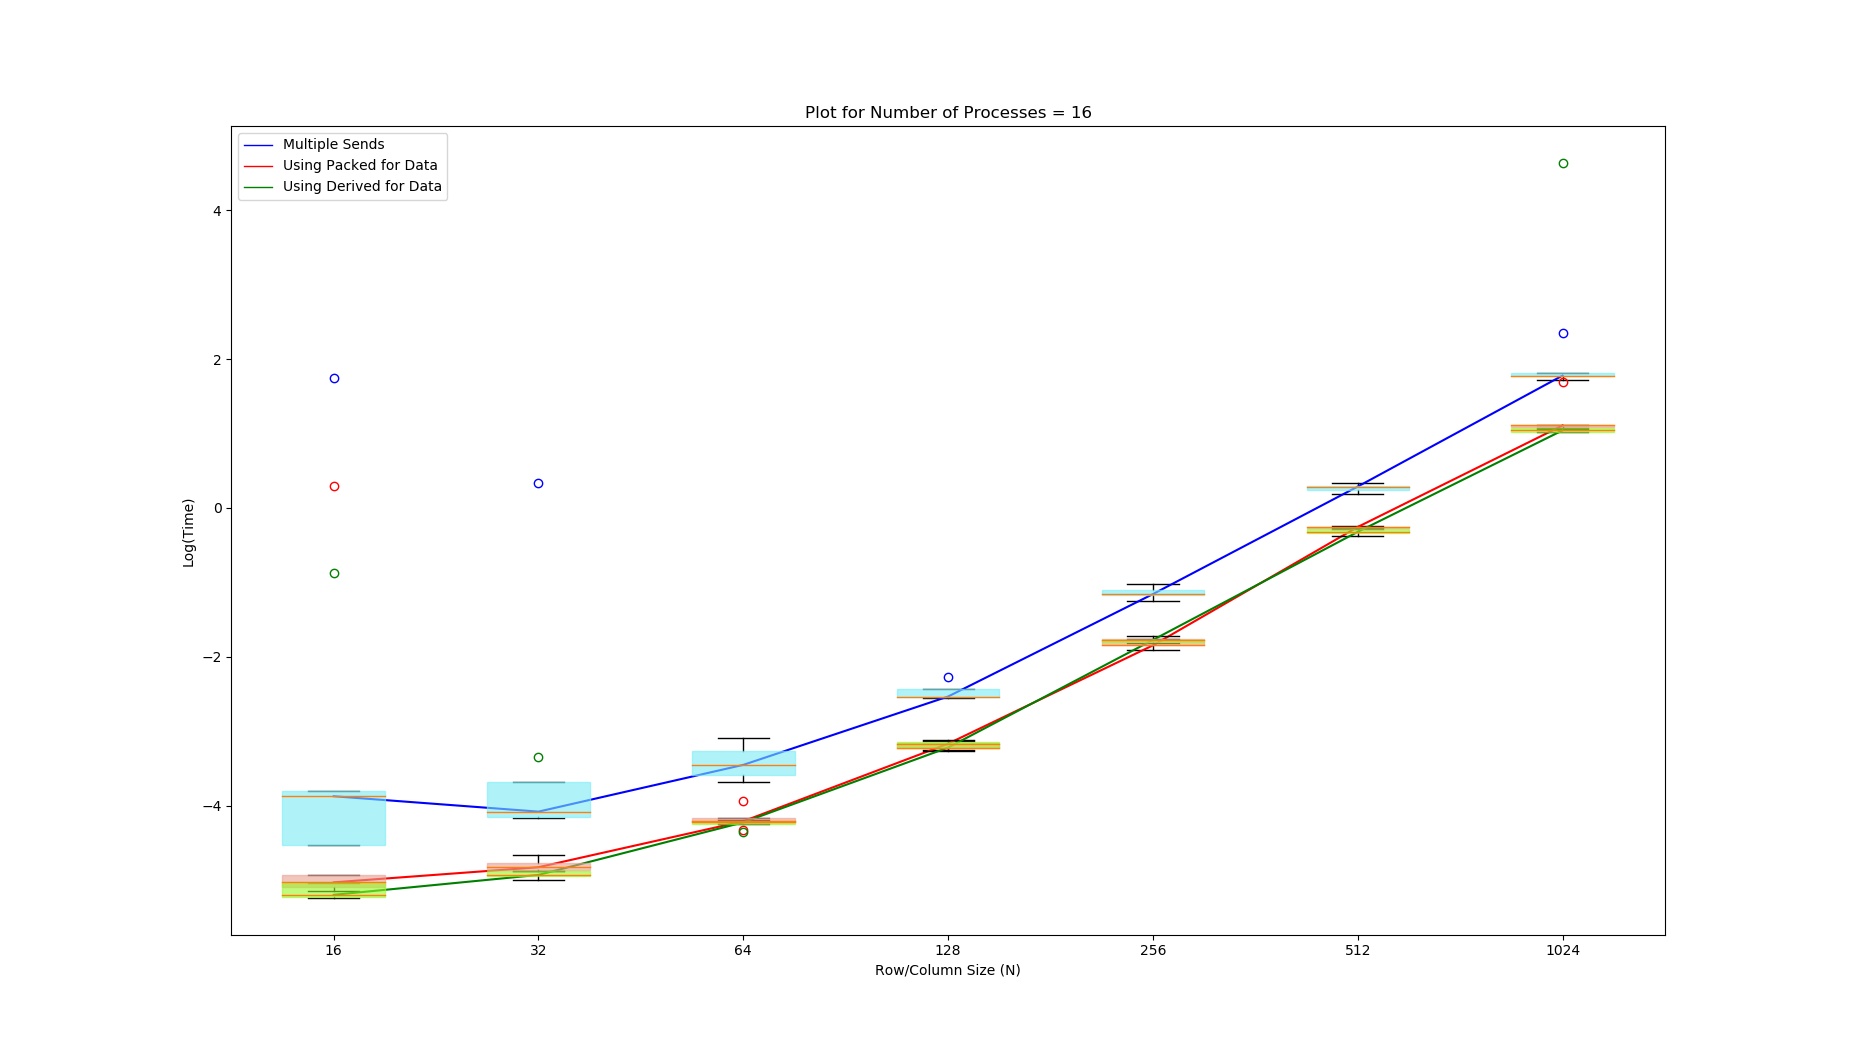 Plot for Number of Processes = 16
Multiple Sends
Using Packed for Data
Using Derived for Data
4
2
0
−2
−4
Log(Time)
16 32 64 128 256 512 1024
Row/Column Size (N)